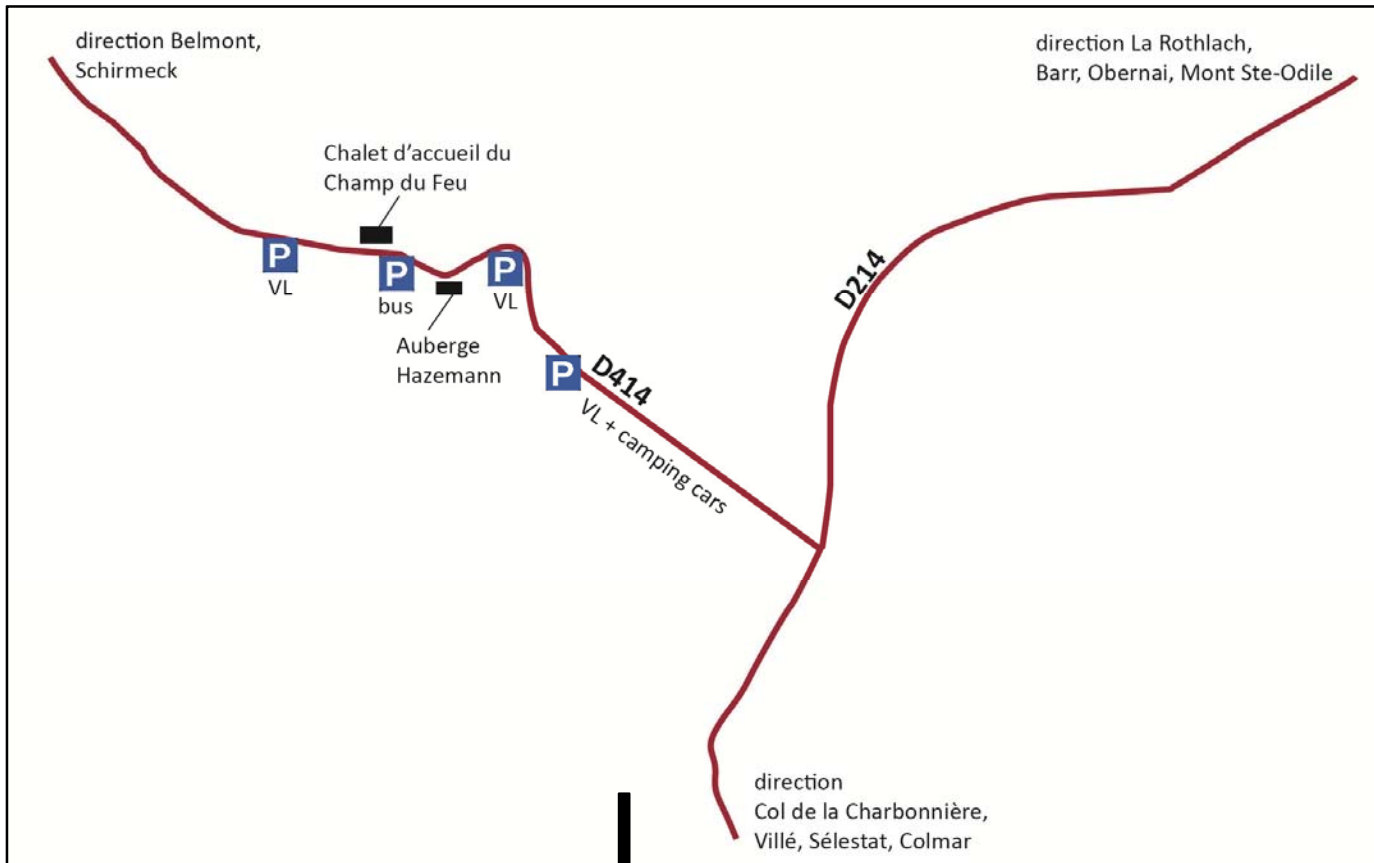 direction Belmont,
Schirmeck
direction La Rothlach,
Barr, Obernai, Mont Ste-Odile
Chalet d’accueil du
Champ du Feu
P
VL
P
bus
P
VL
Auberge
Hazemann
P
D414
VL + camping cars
D214
direction
Col de la Charbonnière,
Villé, Sélestat, Colmar